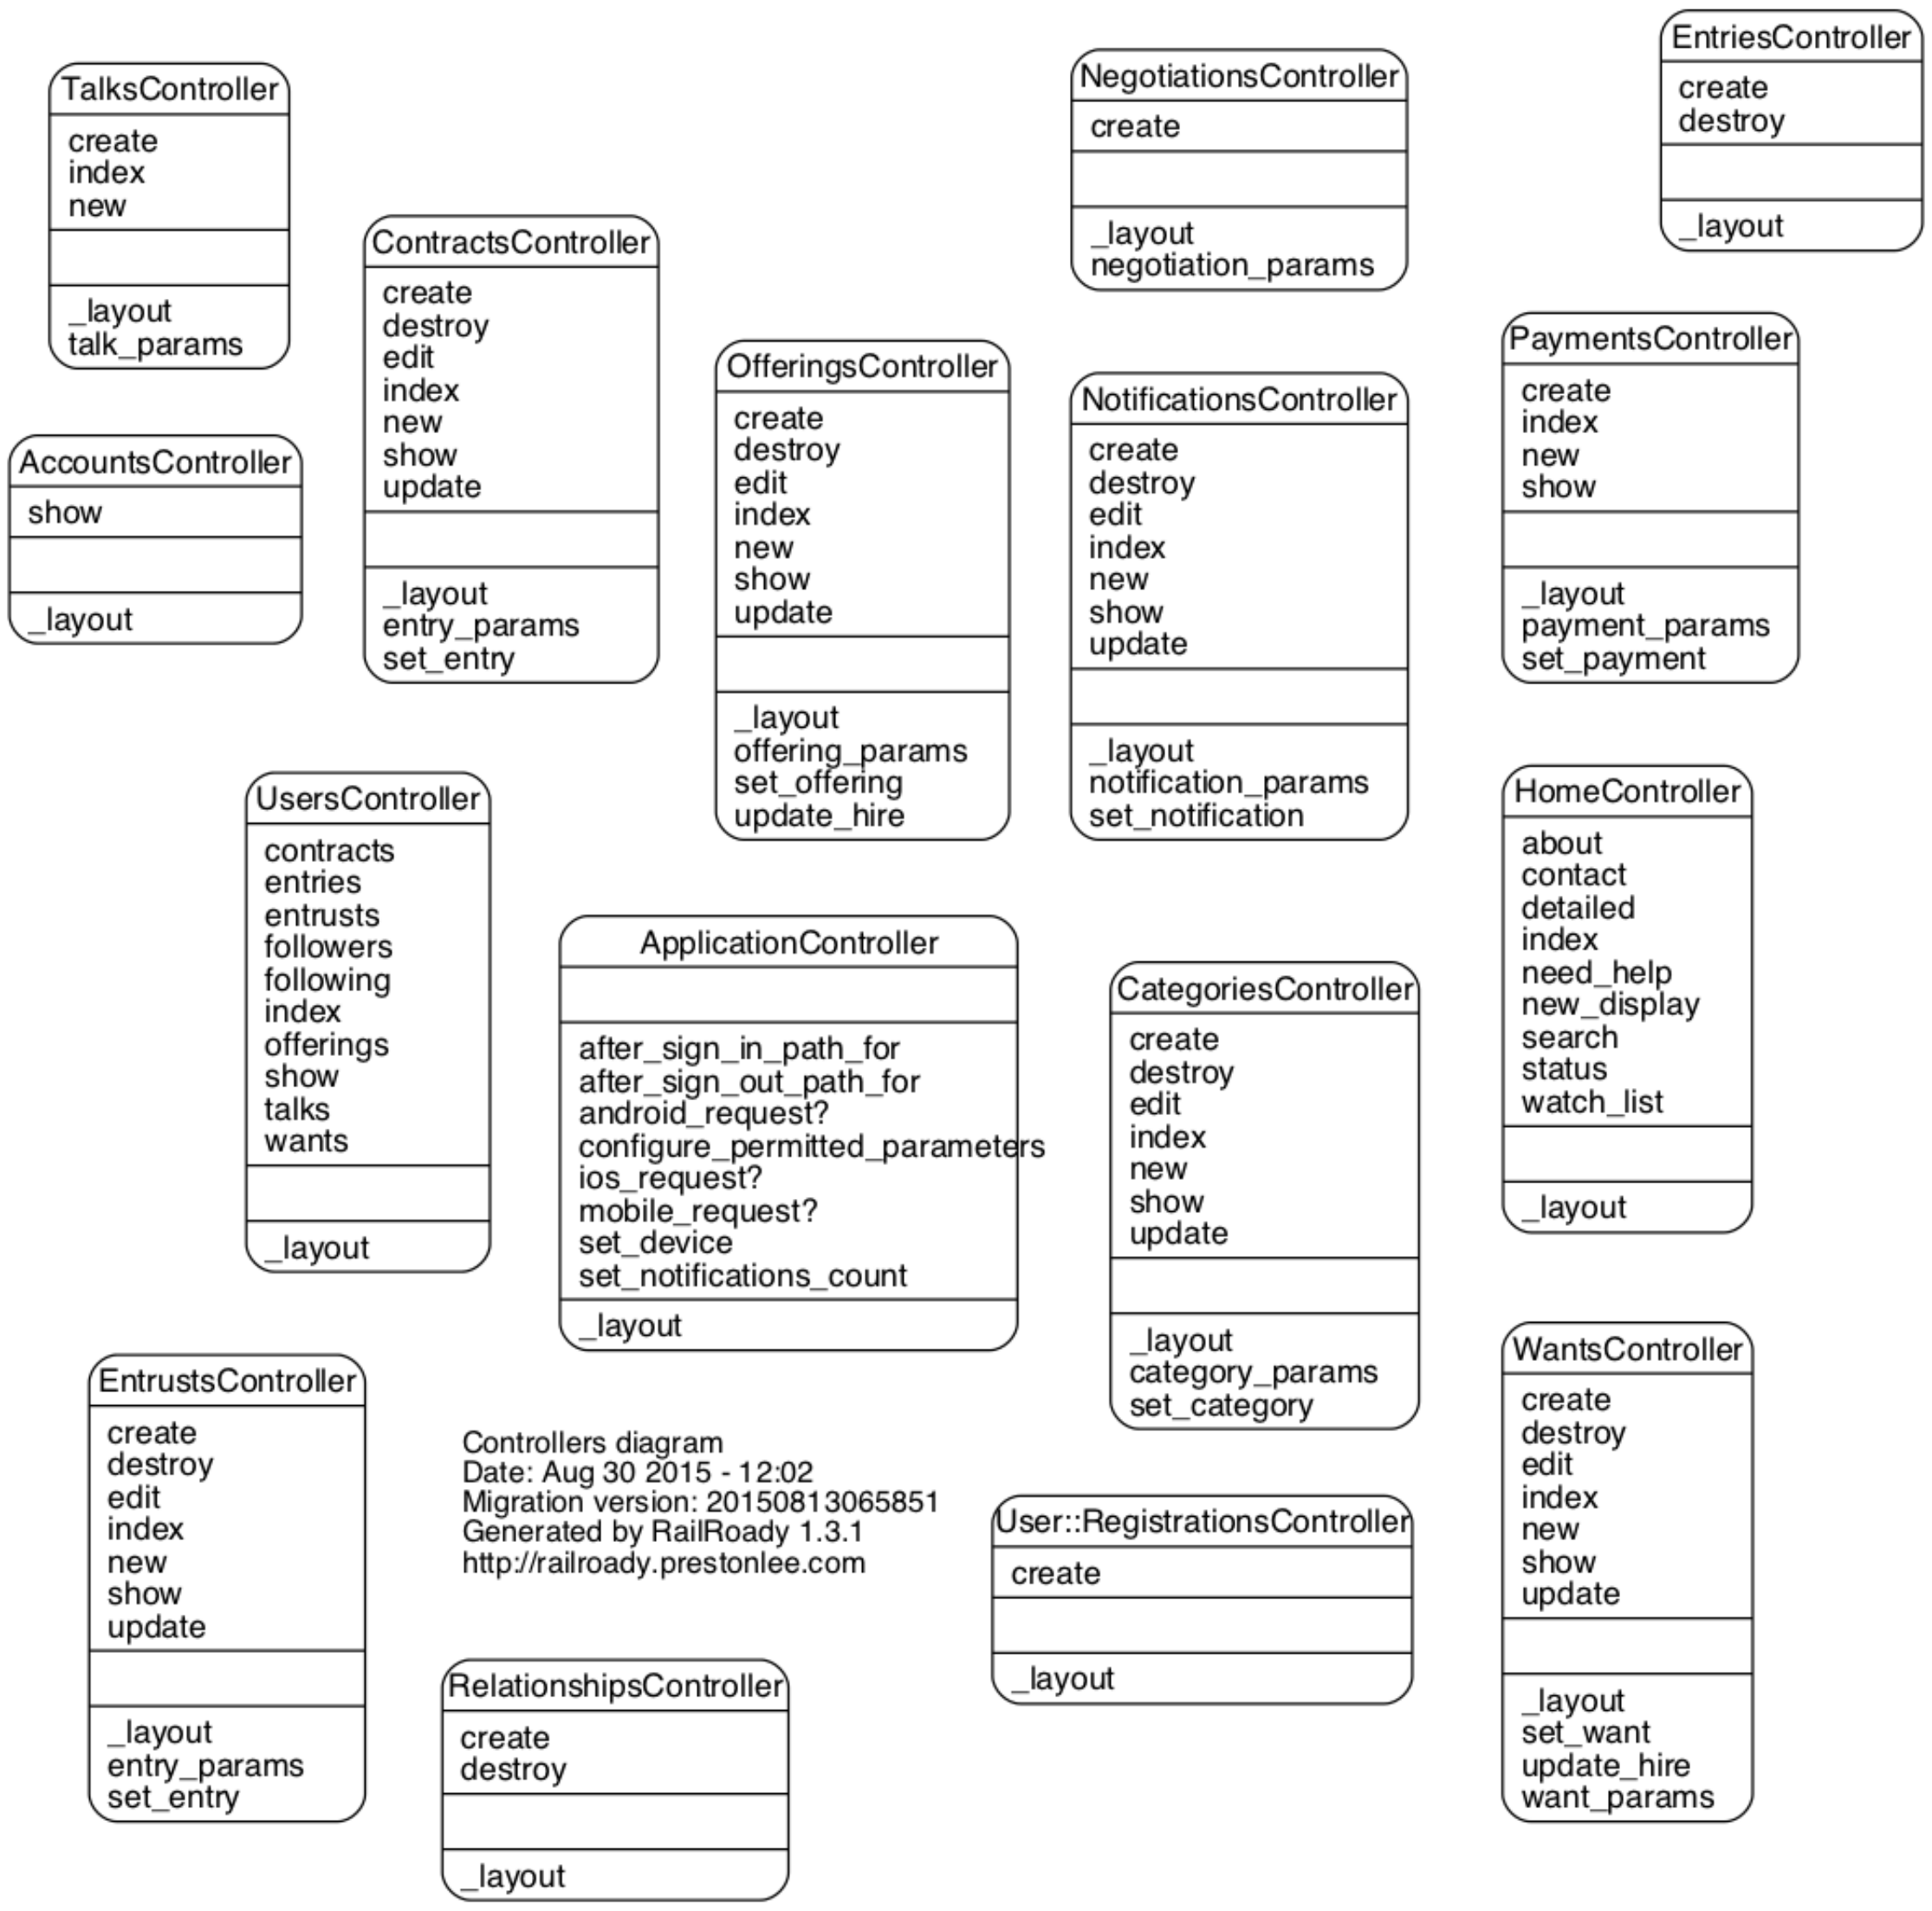 TalksController
create
index
new
_layout
talk_params
AccountsController
show
_layout
ContractsController
create
destroy
edit
index
new
show
update
_layout
entry_params
set_entry
OfferingsController
create
destroy
edit
index
new
show
update
_layout
offering_params
set_offering
update_hire
NegotiationsController
create
_layout
negotiation_params
NotificationsController
create
destroy
edit
index
new
show
update
_layout
notification_params
set_notification
EntriesController
create
destroy
_layout
PaymentsController
create
index
new
show
_layout
payment_params
set_payment
UsersController
contracts
entries
entrusts
followers
following
index
offerings
show
talks
wants
_layout
ApplicationController
after_sign_in_path_for
after_sign_out_path_for
android_request?
configure_permitted_parameters
ios_request?
mobile_request?
set_device
set_notifications_count
_layout
CategoriesController
create
destroy
edit
index
new
show
update
_layout
category_params
set_category
HomeController
about
contact
detailed
index
need_help
new_display
search
status
watch_list
_layout
EntrustsController
create
destroy
edit
index
new
show
update
_layout
entry_params
set_entry
Controllers diagram
Date: Aug 30 2015 - 12:02
Migration version: 20150813065851
Generated by RailRoady 1.3.1
http://railroady.prestonlee.com
RelationshipsController
create
destroy
_layout
User::RegistrationsController
create
_layout
WantsController
create
destroy
edit
index
new
show
update
_layout
set_want
update_hire
want_params